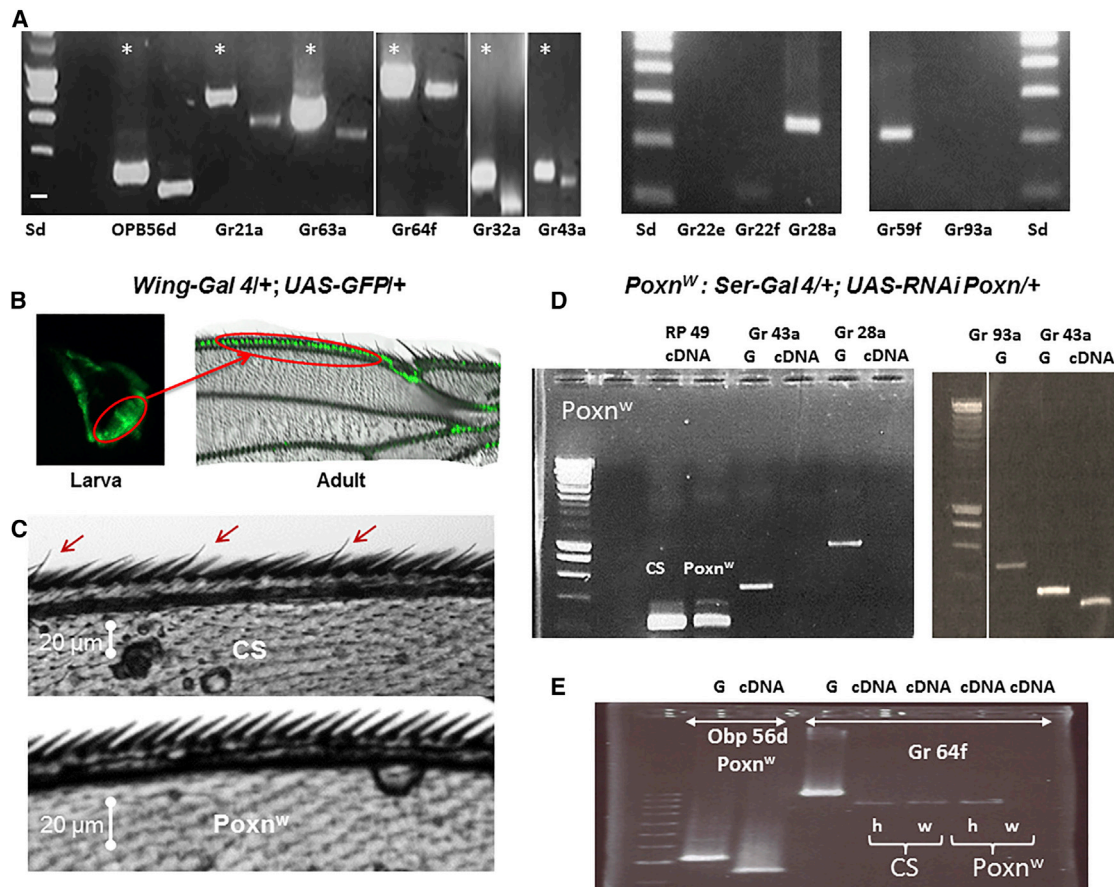 A
* * * * * *
Sd OPB56d Gr21a Gr63a Gr64f Gr32a Gr43a
Sd Gr22e Gr22f Gr28a
Gr59f Gr93a Sd
Wing-Gal 4/+; UAS-GFP/+
B
Larva
Adult
C
20 µm
CS
20 µm
Poxnᵂ
Poxnᵂ: Ser-Gal 4/+; UAS-RNAi Poxn/+
D
RP 49 Gr 43a Gr 28a
cDNA G cDNA G cDNA
Poxnᵂ
CS Poxnᵂ
Gr 93a Gr 43a
G G cDNA
E
G cDNA G cDNA cDNA cDNA cDNA
Obp 56d
Poxnᵂ
Gr 64f
h w h w
CS Poxnᵂ